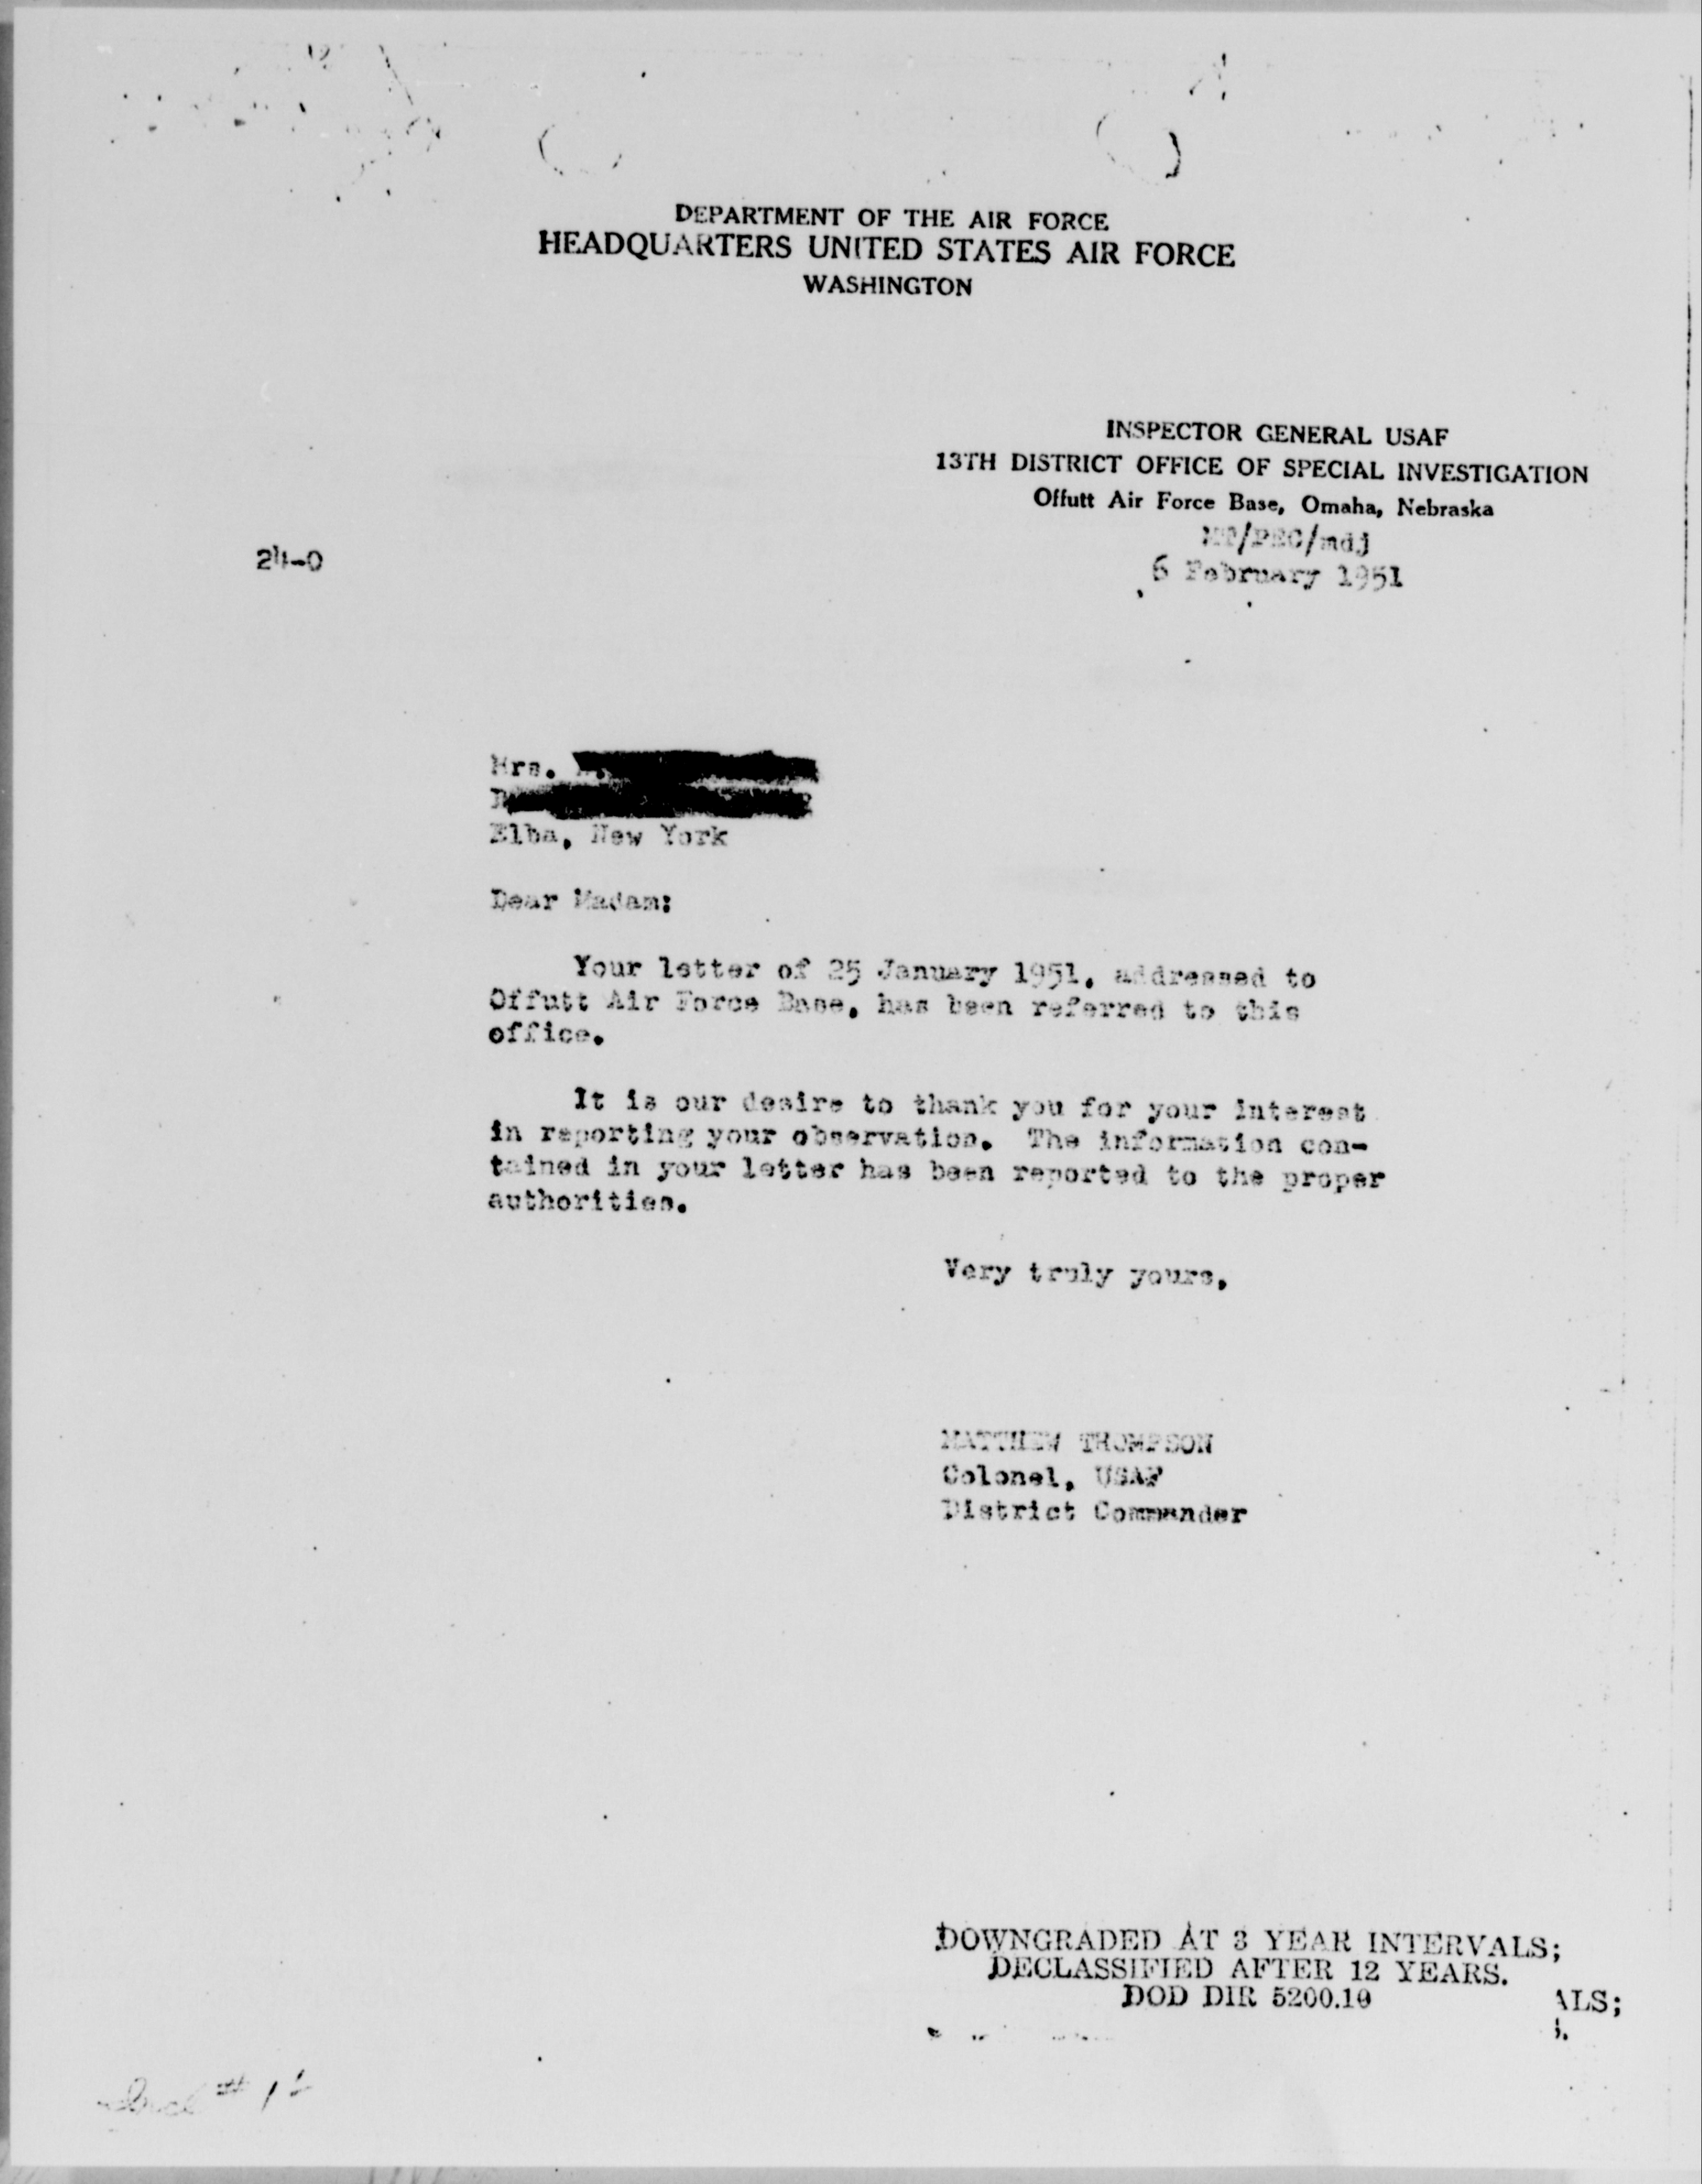 DEPARTMENT OF THE AIR FORCE
HEADQUARTERS UNITED STATES AIR FORCE
WASHINGTON
INSPECTOR GENERAL USAF
13TH DISTRICT OFFICE OF SPECIAL INVESTIGATION
Offutt Air Force Base, Omaha, Nebraska
24-0
6 February 1951
Mrs.
Elba, New York
Dear Madam:
Your letter of 25 January 1951, addressed to
Offutt Air Force Base, has been referred to this
office.
It is our desire to thank you for your interest
in reporting your observation. The information con-
tained in your letter has been reported to the proper
authorities.
Very truly yours,
MATTHEW THOMPSON
Colonel, USAF
District Commander
DOWNGRADED AT 3 YEAR INTERVALS;
DECLASSIFIED AFTER 12 YEARS.
DOD DIR 5200.10
ALS;